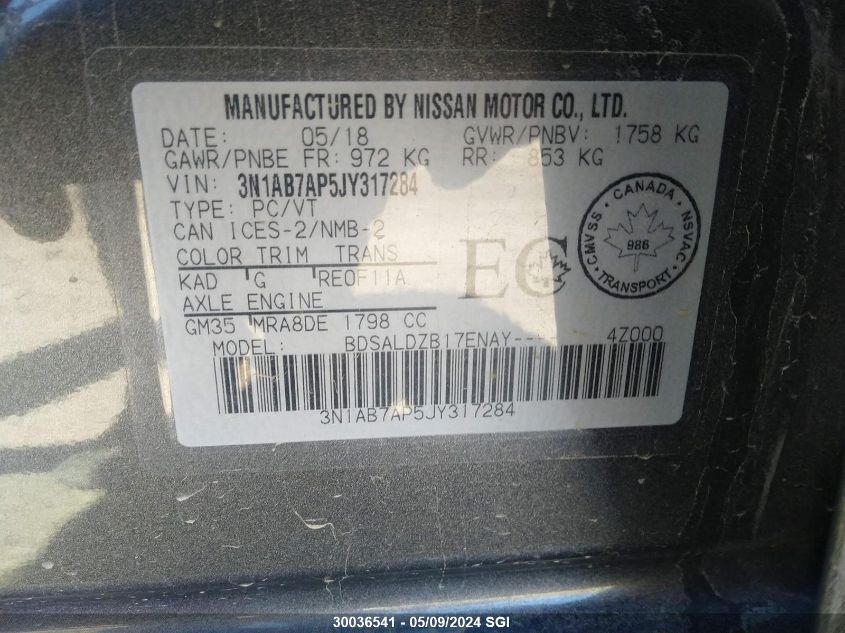 MANUFACTURED BY NISSAN MOTOR CO., LTD.
DATE: 05/18 GVWR/PNBV: 1758 KG
GAWR/PNBE FR: 972 KG RR: 853 KG
VIN: 3N1AB7AP5JY317284
TYPE: PC/VT
CAN ICES-2/NMB-2
COLOR TRIM TRANS
KAD G RE0F11A
AXLE ENGINE
GM35 MRA8DE 1798 CC
MODEL: BDSALDZB17ENAY--- 4Z000
3N1AB7AP5JY317284
EC
CANADA
CMVSS 986 NSVAC
TRANSPORT
30036541 - 05/09/2024 SGI